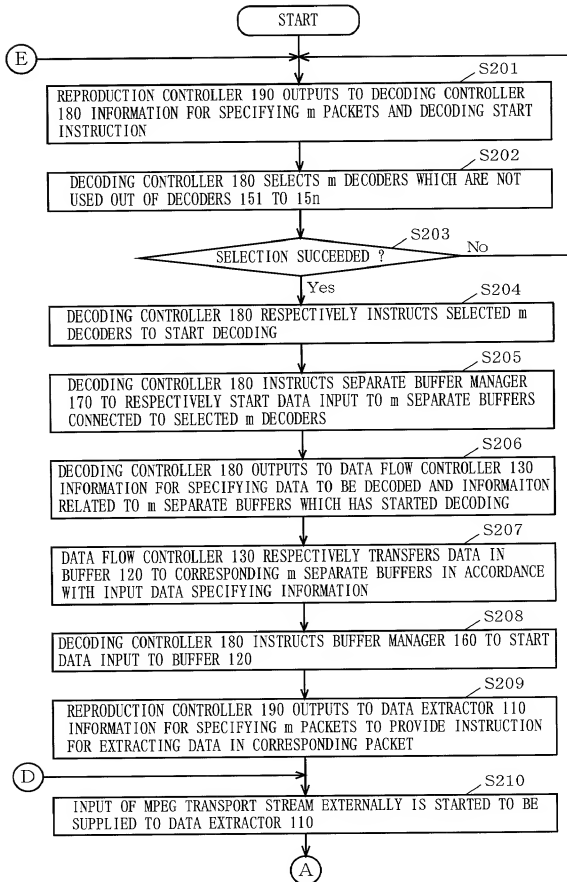 START
E
S201
REPRODUCTION CONTROLLER 190 OUTPUTS TO DECODING CONTROLLER
180 INFORMATION FOR SPECIFYING m PACKETS AND DECODING START
INSTRUCTION
S202
DECODING CONTROLLER 180 SELECTS m DECODERS WHICH ARE NOT
USED OUT OF DECODERS 151 TO 15n
S203
SELECTION SUCCEEDED ?
No
Yes
S204
DECODING CONTROLLER 180 RESPECTIVELY INSTRUCTS SELECTED m
DECODERS TO START DECODING
S205
DECODING CONTROLLER 180 INSTRUCTS SEPARATE BUFFER MANAGER
170 TO RESPECTIVELY START DATA INPUT TO m SEPARATE BUFFERS
CONNECTED TO SELECTED m DECODERS
S206
DECODING CONTROLLER 180 OUTPUTS TO DATA FLOW CONTROLLER 130
INFORMATION FOR SPECIFYING DATA TO BE DECODED AND INFORMAITON
RELATED TO m SEPARATE BUFFERS WHICH HAS STARTED DECODING
S207
DATA FLOW CONTROLLER 130 RESPECTIVELY TRANSFERS DATA IN
BUFFER 120 TO CORRESPONDING m SEPARATE BUFFERS IN ACCORDANCE
WITH INPUT DATA SPECIFYING INFORMATION
S208
DECODING CONTROLLER 180 INSTRUCTS BUFFER MANAGER 160 TO START
DATA INPUT TO BUFFER 120
S209
REPRODUCTION CONTROLLER 190 OUTPUTS TO DATA EXTRACTOR 110
INFORMATION FOR SPECIFYING m PACKETS TO PROVIDE INSTRUCTION
FOR EXTRACTING DATA IN CORRESPONDING PACKET
D
S210
INPUT OF MPEG TRANSPORT STREAM EXTERNALLY IS STARTED TO BE
SUPPLIED TO DATA EXTRACTOR 110
A